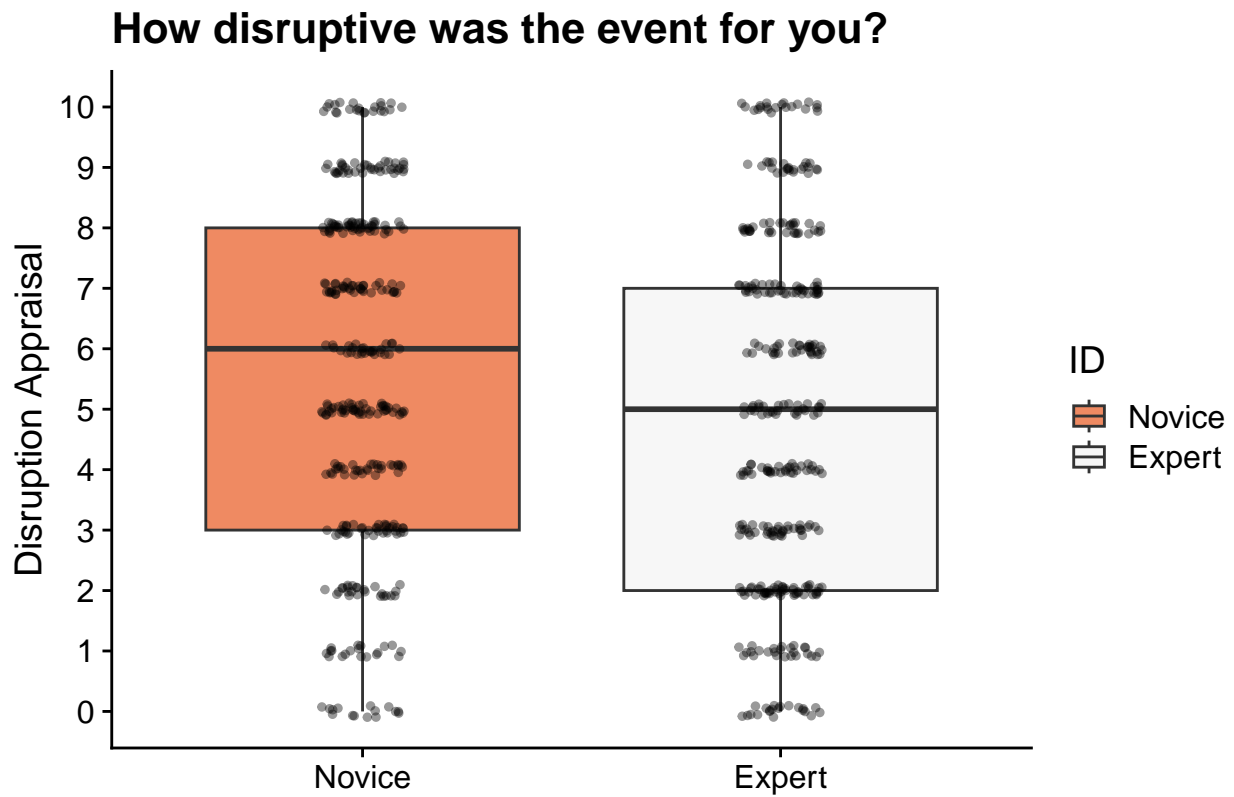 How disruptive was the event for you?
Disruption Appraisal
10
9
8
7
6
5
4
3
2
1
0
Novice
Expert
ID
Novice
Expert